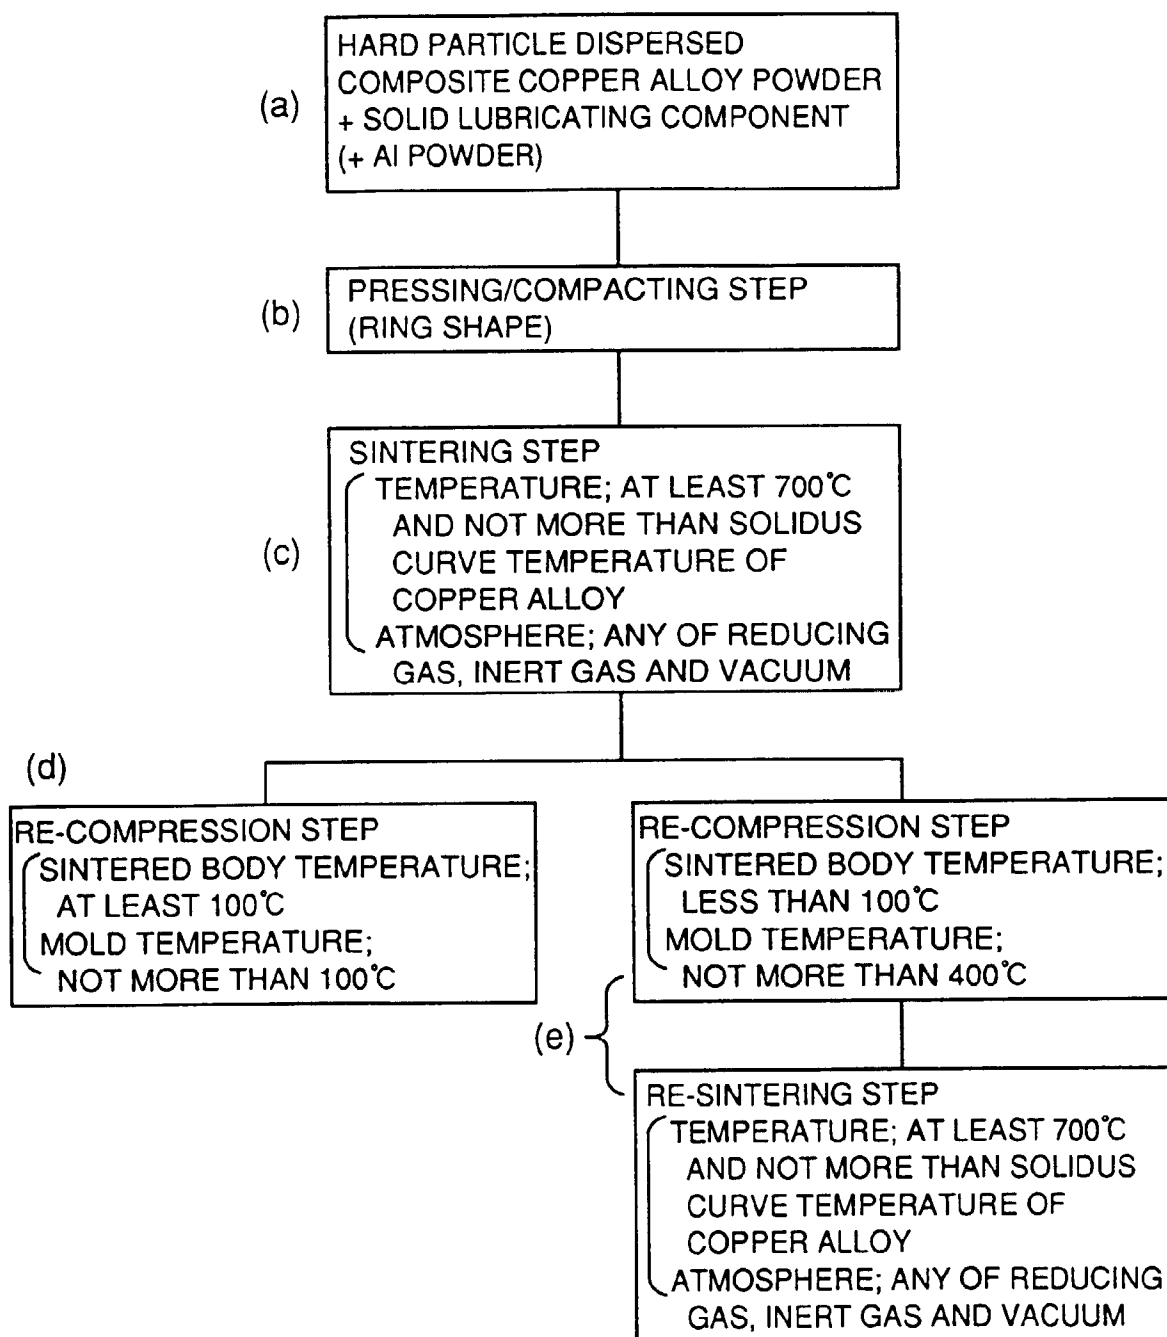 (a)
HARD PARTICLE DISPERSED
COMPOSITE COPPER ALLOY POWDER
+ SOLID LUBRICATING COMPONENT
(+ Al POWDER)
(b)
PRESSING/COMPACTING STEP
(RING SHAPE)
(c)
SINTERING STEP
TEMPERATURE; AT LEAST 700℃
AND NOT MORE THAN SOLIDUS
CURVE TEMPERATURE OF
COPPER ALLOY
ATMOSPHERE; ANY OF REDUCING
GAS, INERT GAS AND VACUUM
(d)
RE-COMPRESSION STEP
SINTERED BODY TEMPERATURE;
AT LEAST 100℃
MOLD TEMPERATURE;
NOT MORE THAN 100℃
RE-COMPRESSION STEP
SINTERED BODY TEMPERATURE;
LESS THAN 100℃
MOLD TEMPERATURE;
NOT MORE THAN 400℃
(e)
RE-SINTERING STEP
TEMPERATURE; AT LEAST 700℃
AND NOT MORE THAN SOLIDUS
CURVE TEMPERATURE OF
COPPER ALLOY
ATMOSPHERE; ANY OF REDUCING
GAS, INERT GAS AND VACUUM